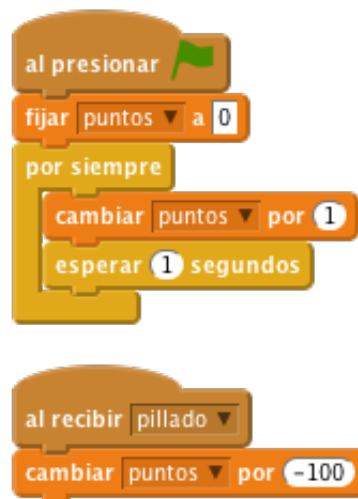 al presionar
fijar puntos a 0
por siempre
cambiar puntos por 1
esperar 1 segundos
al recibir pillado
cambiar puntos por -100